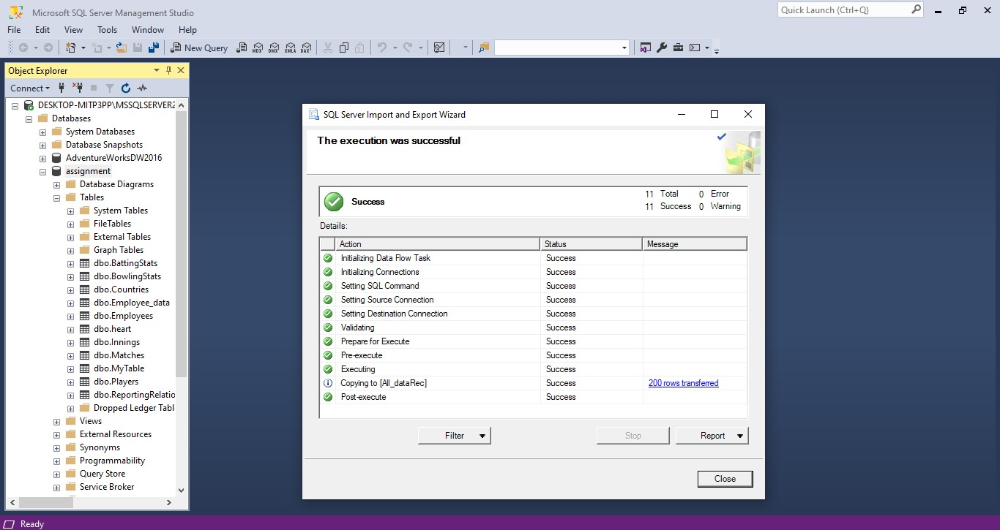 Microsoft SQL Server Management Studio
Quick Launch (Ctrl+Q)
File Edit View Tools Window Help
New Query MDX DMX XMLA DAX
Object Explorer
Connect
DESKTOP-MITP3PP\MSSQLSERVER2
Databases
System Databases
Database Snapshots
AdventureWorksDW2016
assignment
Database Diagrams
Tables
System Tables
FileTables
External Tables
Graph Tables
dbo.BattingStats
dbo.BowlingStats
dbo.Countries
dbo.Employee_data
dbo.Employees
dbo.heart
dbo.Innings
dbo.Matches
dbo.MyTable
dbo.Players
dbo.ReportingRelatio
Dropped Ledger Tabl
Views
External Resources
Synonyms
Programmability
Query Store
Service Broker
SQL Server Import and Export Wizard
The execution was successful
Success
11 Total 0 Error
11 Success 0 Warning
Details:
Action Status Message
Initializing Data Flow Task Success
Initializing Connections Success
Setting SQL Command Success
Setting Source Connection Success
Setting Destination Connection Success
Validating Success
Prepare for Execute Success
Pre-execute Success
Executing Success
Copying to [All_dataRec] Success 200 rows transferred
Post-execute Success
Filter Stop Report
Close
Ready